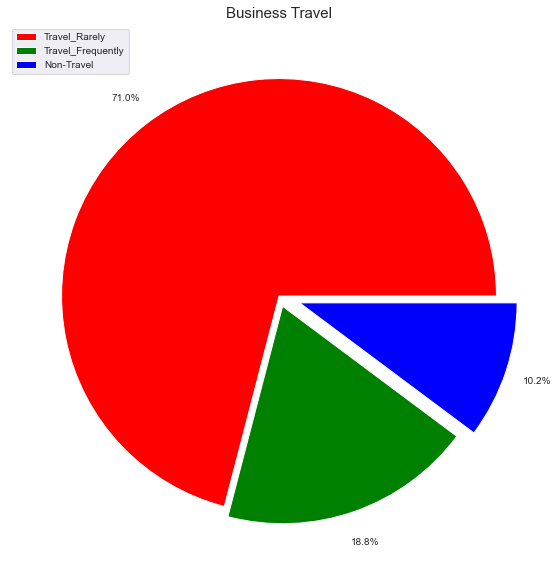 Business Travel
Travel_Rarely
Travel_Frequently
Non-Travel
71.0%
10.2%
18.8%